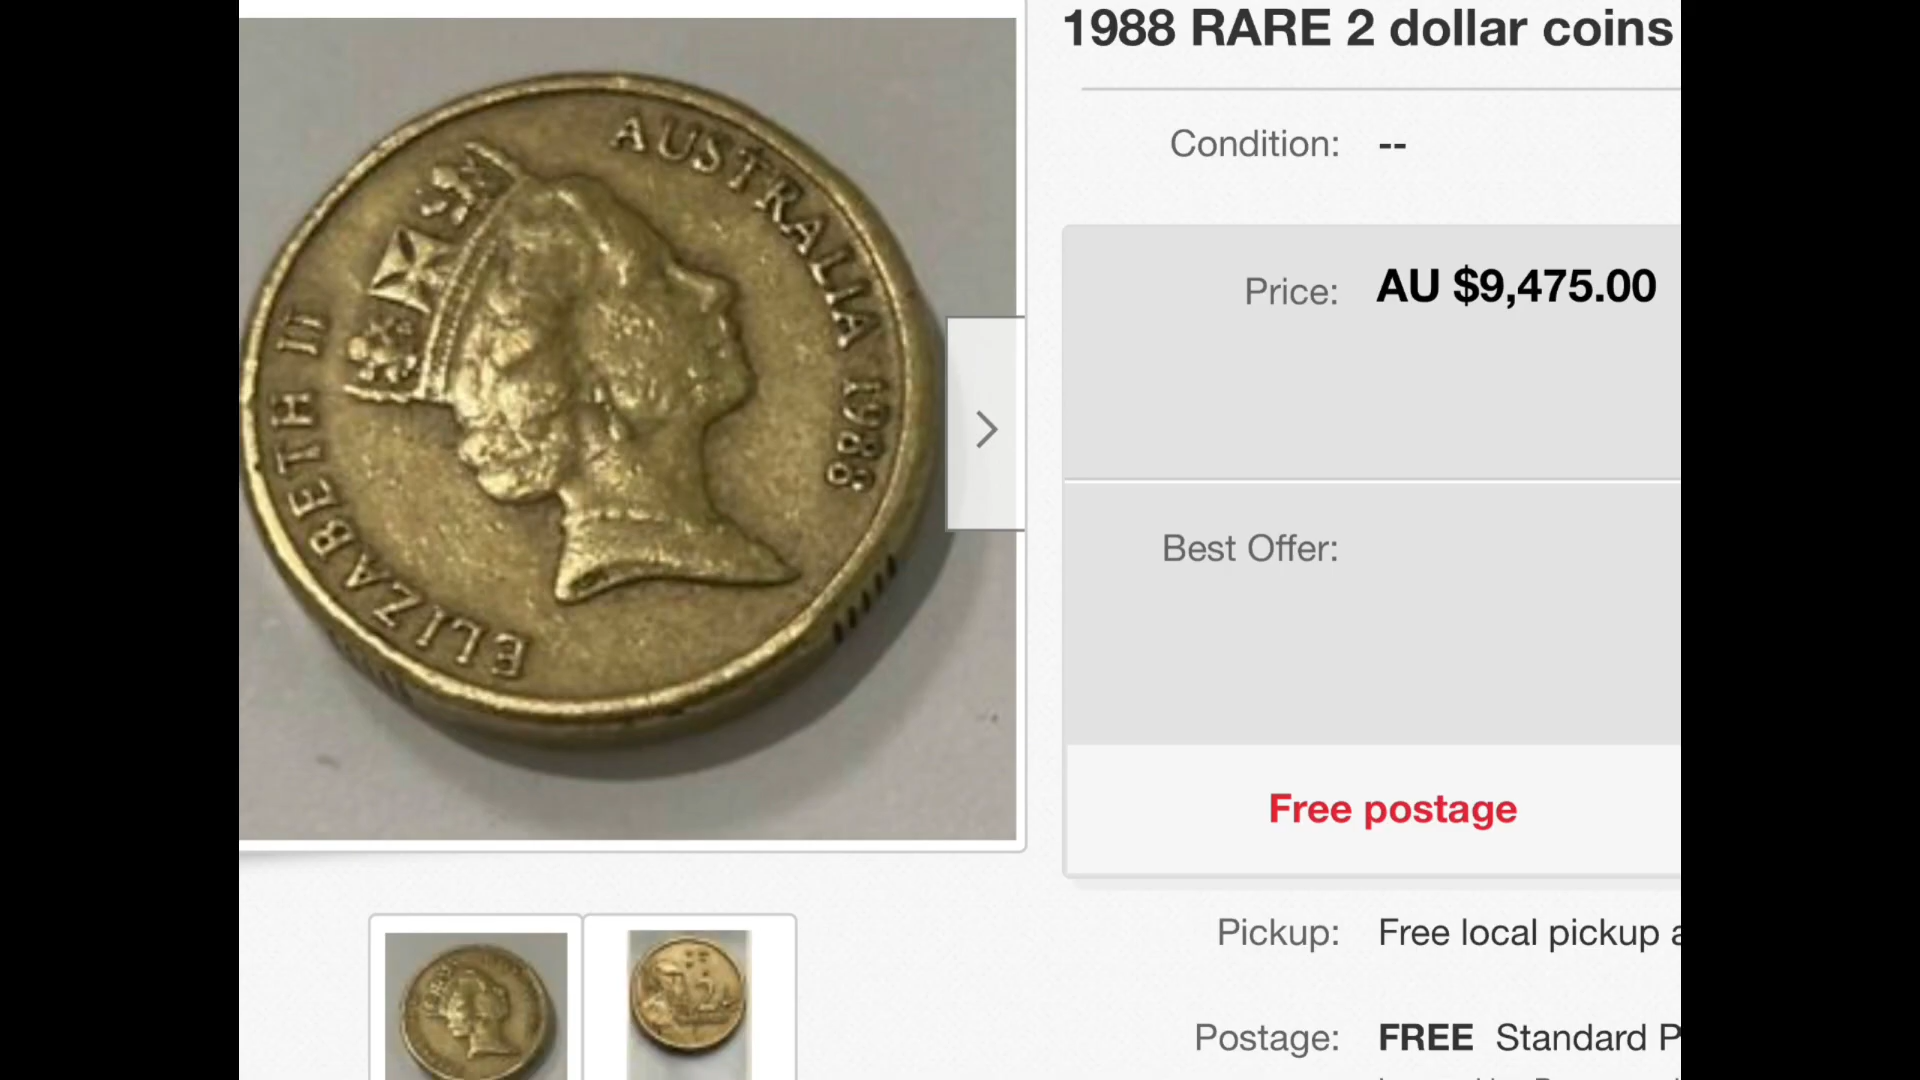 1988 RARE 2 dollar coins
Condition: --
Price: AU $9,475.00
Best Offer:
Free postage
Pickup: Free local pickup
Postage: FREE Standard P
ELIZABETH II
AUSTRALIA 1988